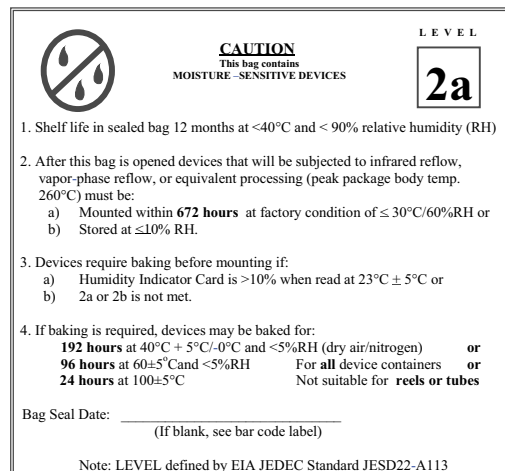 LEVEL
CAUTION
This bag contains
MOISTURE –SENSITIVE DEVICES
2a
1. Shelf life in sealed bag 12 months at <40°C and < 90% relative humidity (RH)
2. After this bag is opened devices that will be subjected to infrared reflow,
vapor-phase reflow, or equivalent processing (peak package body temp.
260°C) must be:
a) Mounted within 672 hours at factory condition of ≤ 30°C/60%RH or
b) Stored at ≤10% RH.
3. Devices require baking before mounting if:
a) Humidity Indicator Card is >10% when read at 23°C ± 5°C or
b) 2a or 2b is not met.
4. If baking is required, devices may be baked for:
192 hours at 40°C + 5°C/-0°C and <5%RH (dry air/nitrogen) or
96 hours at 60±5°Cand <5%RH For all device containers or
24 hours at 100±5°C Not suitable for reels or tubes
Bag Seal Date: ______________________________
(If blank, see bar code label)
Note: LEVEL defined by EIA JEDEC Standard JESD22-A113